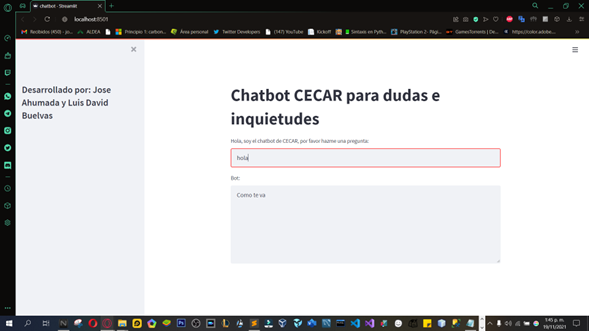 chatbot · Streamlit
localhost:8501
Recibidos (450) - jo...
ALDEA
Principio 1: carbon...
Área personal
Twitter Developers
(147) YouTube
Kickoff
Sintaxis en Pyth...
PlayStation 2- Pág...
GamesTorrents | De...
https://color.adobe...
Desarrollado por: Jose
Ahumada y Luis David
Buelvas
Chatbot CECAR para dudas e
inquietudes
Hola, soy el chatbot de CECAR, por favor hazme una pregunta:
hola
Bot:
Como te va
1:45 p. m.
19/11/2021